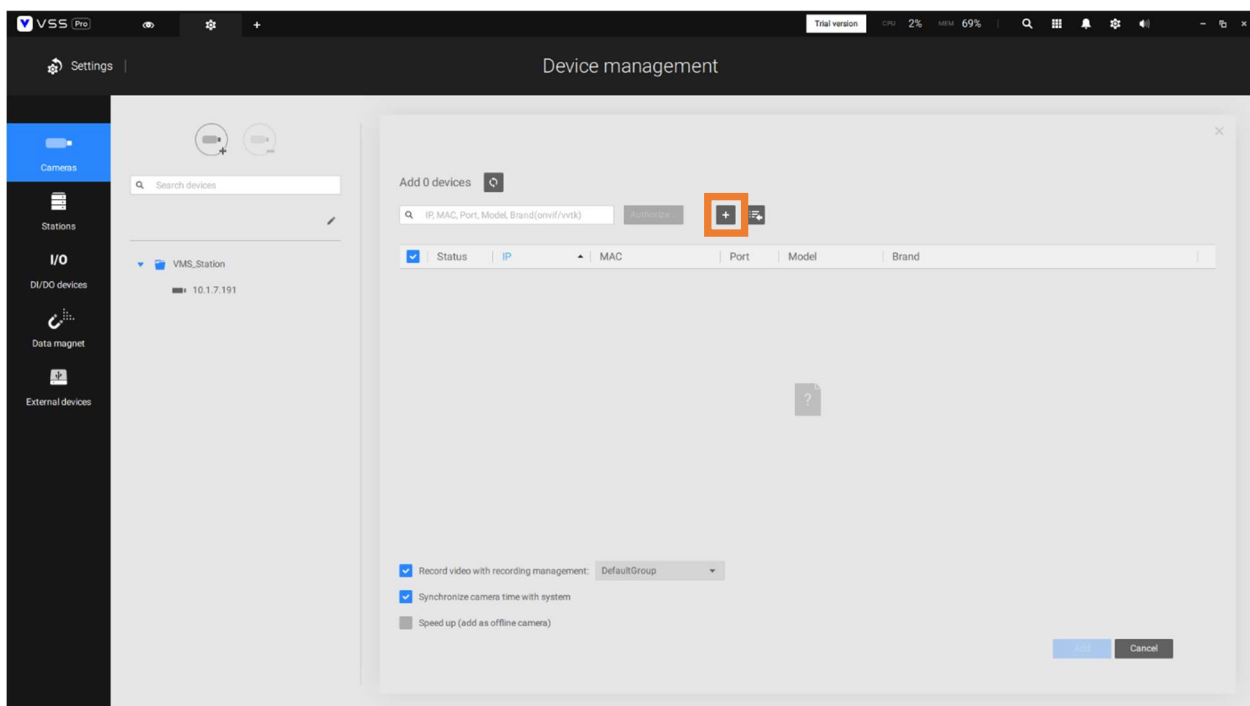 VSS Pro
+
Trial version
CPU 2% MEM 69%
Settings
Device management
Cameras
Stations
I/O
DI/DO devices
Data magnet
External devices
Search devices
VMS_Station
10.1.7.191
Add 0 devices
IP, MAC, Port, Model, Brand(onvif/vvtk)
Authorize...
+
Status IP MAC Port Model Brand
?
Record video with recording management: DefaultGroup
Synchronize camera time with system
Speed up (add as offline camera)
Add Cancel